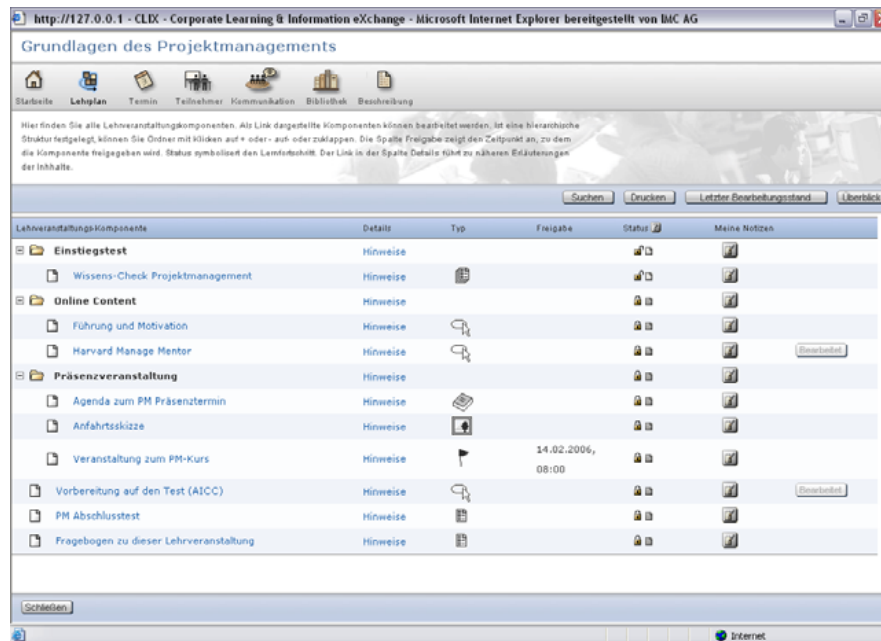 http://127.0.0.1 - CLIX - Corporate Learning & Information eXchange - Microsoft Internet Explorer bereitgestellt von IMC AG
Grundlagen des Projektmanagements
Startseite Lehrplan Termin Teilnehmer Kommunikation Bibliothek Beschreibung
Hier finden Sie alle Lehrveranstaltungskomponenten. Als Link dargestellte Komponenten können bearbeitet werden. Ist eine hierarchische
Struktur festgelegt, können Sie Ordner mit Klicken auf + oder - auf- oder zuklappen. Die Spalte Freigabe zeigt den Zeitpunkt an, zu dem
die Komponente freigegeben wird. Status symbolisiert den Lernfortschritt. Der Link in der Spalte Details führt zu näheren Erläuterungen
der Inhalte.
Suchen Drucken Letzter Bearbeitungsstand Überblick
Lehrveranstaltungs-Komponente Details Typ Freigabe Status Meine Notizen
Einstiegstest Hinweise
Wissens-Check Projektmanagement Hinweise
Online Content Hinweise
Führung und Motivation Hinweise
Harvard Manage Mentor Hinweise Bearbeitet
Präsenzveranstaltung Hinweise
Agenda zum PM Präsenztermin Hinweise
Anfahrtsskizze Hinweise
Veranstaltung zum PM-Kurs Hinweise 14.02.2006,
08:00
Vorbereitung auf den Test (AICC) Hinweise Bearbeitet
PM Abschlusstest Hinweise
Fragebogen zu dieser Lehrveranstaltung Hinweise
Schließen
Internet